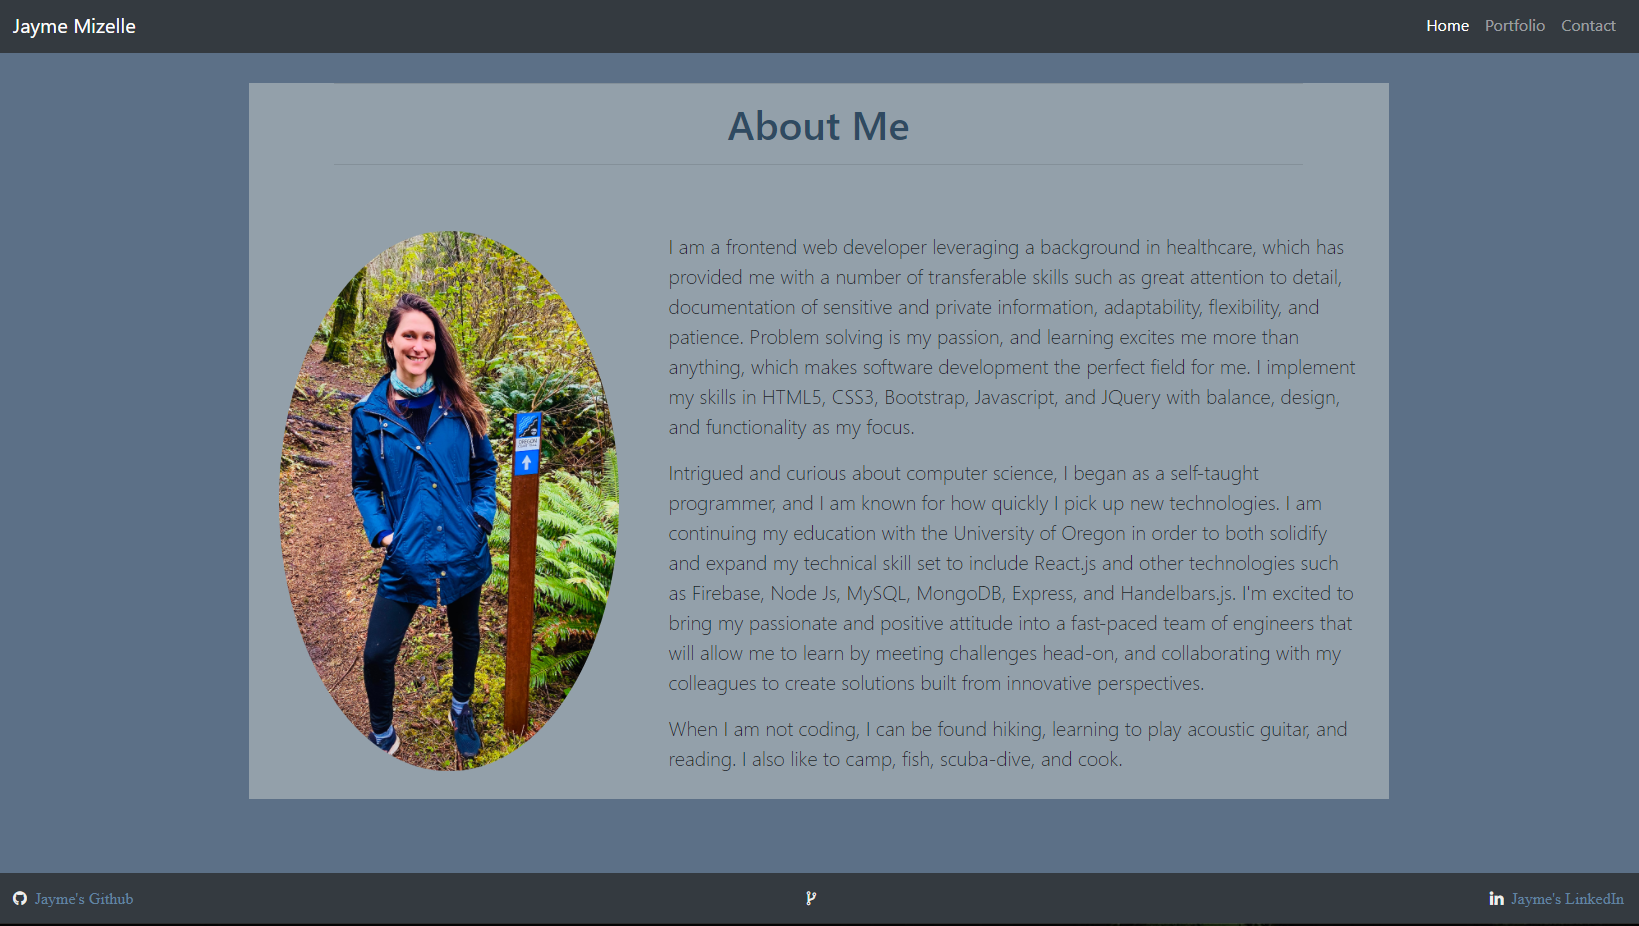 Jayme Mizelle
Home Portfolio Contact
About Me
I am a frontend web developer leveraging a background in healthcare, which has
provided me with a number of transferable skills such as great attention to detail,
documentation of sensitive and private information, adaptability, flexibility, and
patience. Problem solving is my passion, and learning excites me more than
anything, which makes software development the perfect field for me. I implement
my skills in HTML5, CSS3, Bootstrap, Javascript, and JQuery with balance, design,
and functionality as my focus.
Intrigued and curious about computer science, I began as a self-taught
programmer, and I am known for how quickly I pick up new technologies. I am
continuing my education with the University of Oregon in order to both solidify
and expand my technical skill set to include React.js and other technologies such
as Firebase, Node Js, MySQL, MongoDB, Express, and Handelbars.js. I'm excited to
bring my passionate and positive attitude into a fast-paced team of engineers that
will allow me to learn by meeting challenges head-on, and collaborating with my
colleagues to create solutions built from innovative perspectives.
When I am not coding, I can be found hiking, learning to play acoustic guitar, and
reading. I also like to camp, fish, scuba-dive, and cook.
Jayme's Github
Jayme's LinkedIn